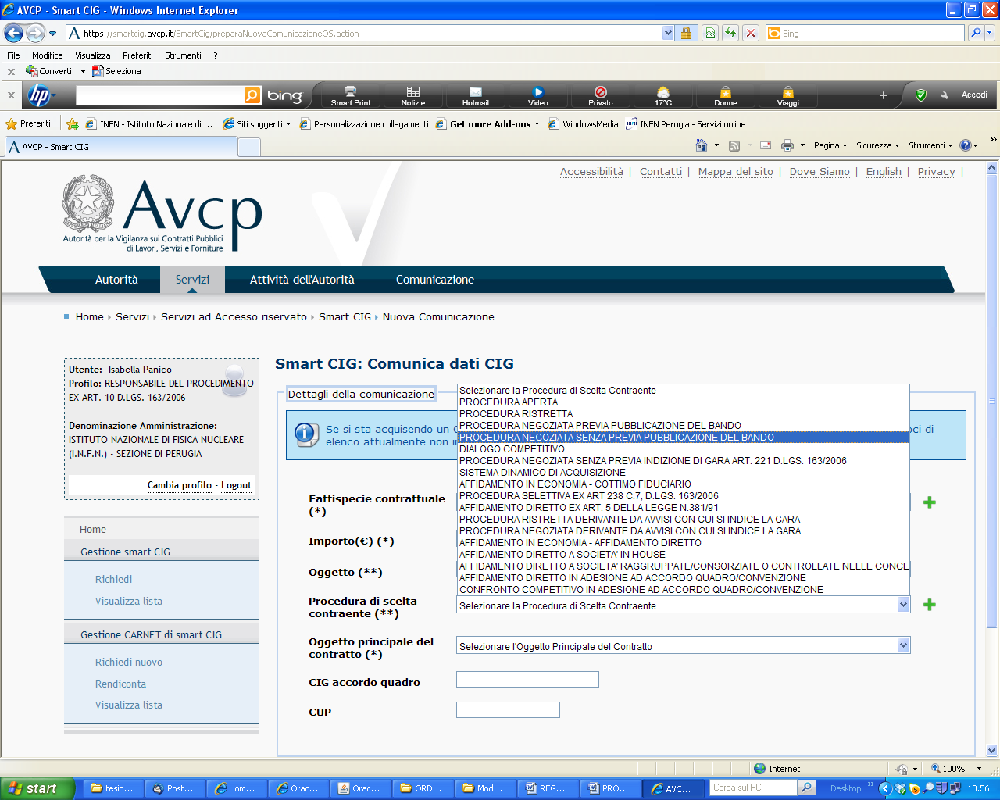 AVCP - Smart CIG - Windows Internet Explorer
https://smartcig.avcp.it/SmartCig/preparaNuovaComunicazioneOS.action
Bing
File Modifica Visualizza Preferiti Strumenti ?
x Converti Seleziona
x hp bing Smart Print Notizie Hotmail Video Privato 17°C Donne Viaggi + Accedi
Preferiti INFN - Istituto Nazionale di ... Siti suggeriti Personalizzazione collegamenti Get more Add-ons WindowsMedia INFN Perugia - Servizi online
AVCP - Smart CIG Pagina Sicurezza Strumenti »
Accessibilità | Contatti | Mappa del sito | Dove Siamo | English | Privacy |
Avcp
Autorità per la Vigilanza sui Contratti Pubblici
di Lavori, Servizi e Forniture
Autorità Servizi Attività dell'Autorità Comunicazione
Home Servizi Servizi ad Accesso riservato Smart CIG Nuova Comunicazione
Utente: Isabella Panico
Profilo: RESPONSABILE DEL PROCEDIMENTO
EX ART. 10 D.LGS. 163/2006
Denominazione Amministrazione:
ISTITUTO NAZIONALE DI FISICA NUCLEARE
(I.N.F.N.) - SEZIONE DI PERUGIA
Cambia profilo - Logout
Home
Gestione smart CIG
Richiedi
Visualizza lista
Gestione CARNET di smart CIG
Richiedi nuovo
Rendiconta
Visualizza lista
Smart CIG: Comunica dati CIG
Dettagli della comunicazione
Se si sta acquisendo un
oci di
elenco attualmente non in
Selezionare la Procedura di Scelta Contraente
PROCEDURA APERTA
PROCEDURA RISTRETTA
PROCEDURA NEGOZIATA PREVIA PUBBLICAZIONE DEL BANDO
PROCEDURA NEGOZIATA SENZA PREVIA PUBBLICAZIONE DEL BANDO
DIALOGO COMPETITIVO
PROCEDURA NEGOZIATA SENZA PREVIA INDIZIONE DI GARA ART. 221 D.LGS. 163/2006
SISTEMA DINAMICO DI ACQUISIZIONE
AFFIDAMENTO IN ECONOMIA - COTTIMO FIDUCIARIO
PROCEDURA SELETTIVA EX ART 238 C.7, D.LGS. 163/2006
AFFIDAMENTO DIRETTO EX ART. 5 DELLA LEGGE N.381/91
PROCEDURA RISTRETTA DERIVANTE DA AVVISI CON CUI SI INDICE LA GARA
PROCEDURA NEGOZIATA DERIVANTE DA AVVISI CON CUI SI INDICE LA GARA
AFFIDAMENTO IN ECONOMIA - AFFIDAMENTO DIRETTO
AFFIDAMENTO DIRETTO A SOCIETA' IN HOUSE
AFFIDAMENTO DIRETTO A SOCIETA' RAGGRUPPATE/CONSORZIATE O CONTROLLATE NELLE CONCE
AFFIDAMENTO DIRETTO IN ADESIONE AD ACCORDO QUADRO/CONVENZIONE
CONFRONTO COMPETITIVO IN ADESIONE AD ACCORDO QUADRO/CONVENZIONE
Fattispecie contrattuale
(*)
Importo(€) (*)
Oggetto (**)
Procedura di scelta
contraente (**)
Selezionare la Procedura di Scelta Contraente
Oggetto principale del
contratto (*)
Selezionare l'Oggetto Principale del Contratto
CIG accordo quadro
CUP
Internet 100%
start tesin... Post... Hom... Orac... Orac... ORD... Mod... REG... PRO... AVC... Cerca sul PC Desktop » 10.56